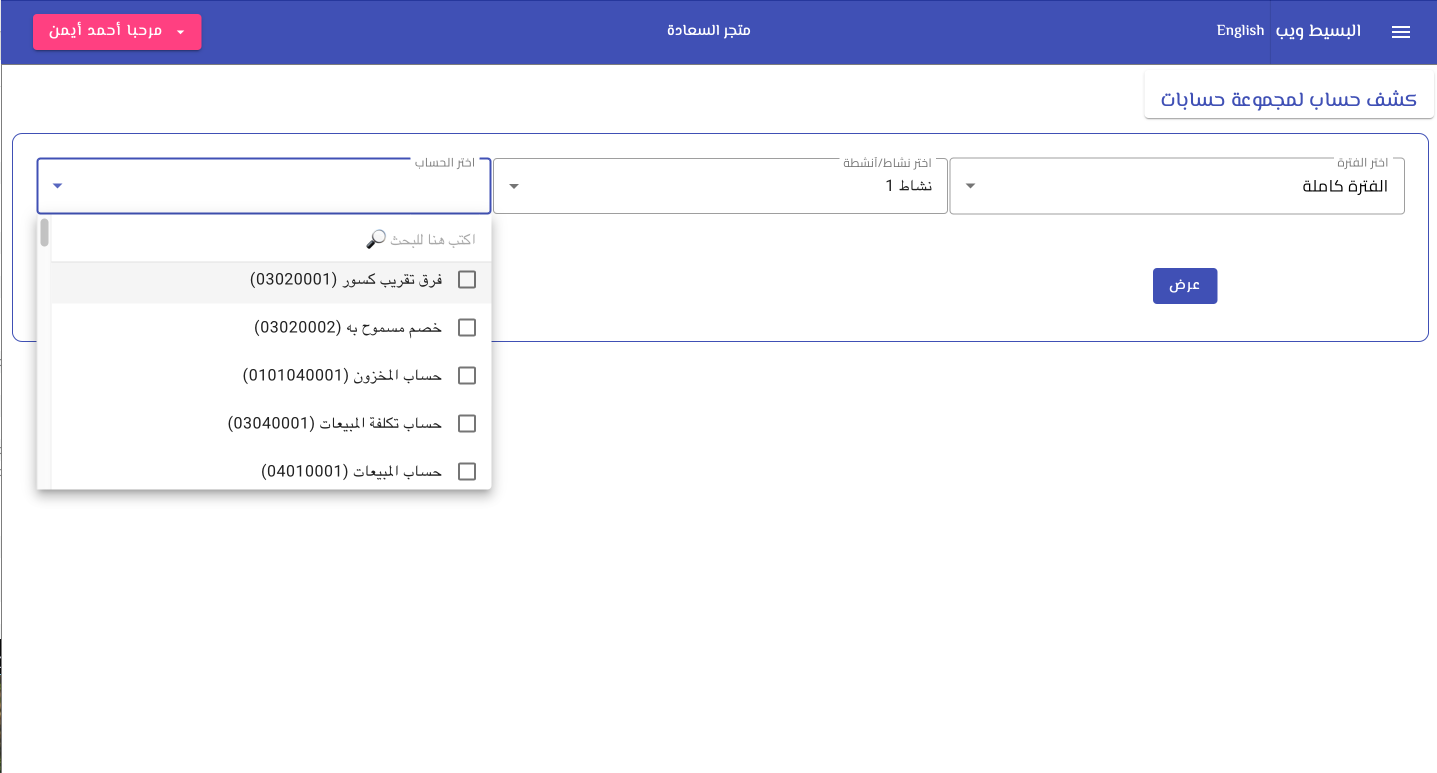 البسيط ويب
English
متجر السعادة
مرحبا أحمد أيمن
كشف حساب لمجموعة حسابات
اختر الفترة
الفترة كاملة
اختر نشاط/أنشطة
نشاط 1
اختر الحساب
اكتب هنا للبحث 🔎
فرق تقريب كسور (03020001)
خصم مسموح به (03020002)
حساب المخزون (0101040001)
حساب تكلفة المبيعات (03040001)
حساب المبيعات (04010001)
عرض